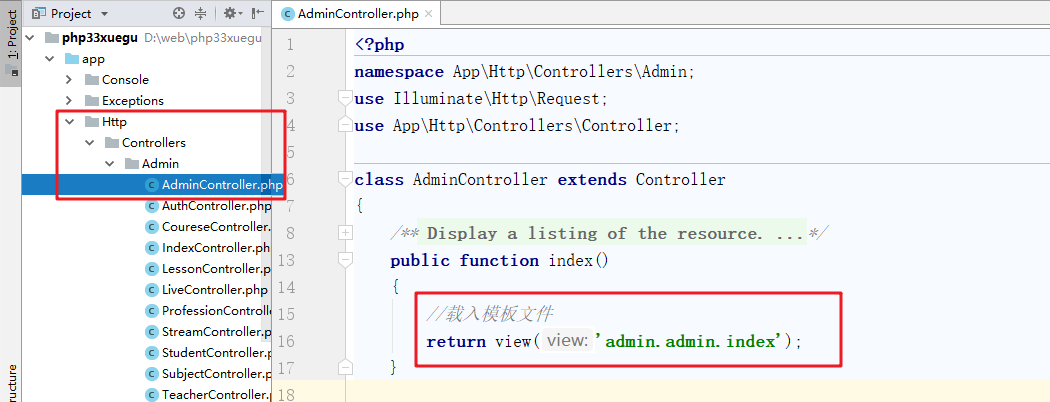 1: Project
Project
php33xuegu D:\web\php33xuegu
app
Console
Exceptions
Http
Controllers
Admin
AdminController.php
AuthController.php
CoureseController.
IndexController.ph
LessonController.p
LiveController.php
ProfessionControlle
StreamController.p
StudentController.
SubjectController.p
TeacherController.p
ructure
AdminController.php
1 <?php
2 namespace App\Http\Controllers\Admin;
3 use Illuminate\Http\Request;
4 use App\Http\Controllers\Controller;
5
6 class AdminController extends Controller
7 {
8 /** Display a listing of the resource. ...*/
13 public function index()
14 {
15 //载入模板文件
16 return view( view: 'admin.admin.index');
17 }
18